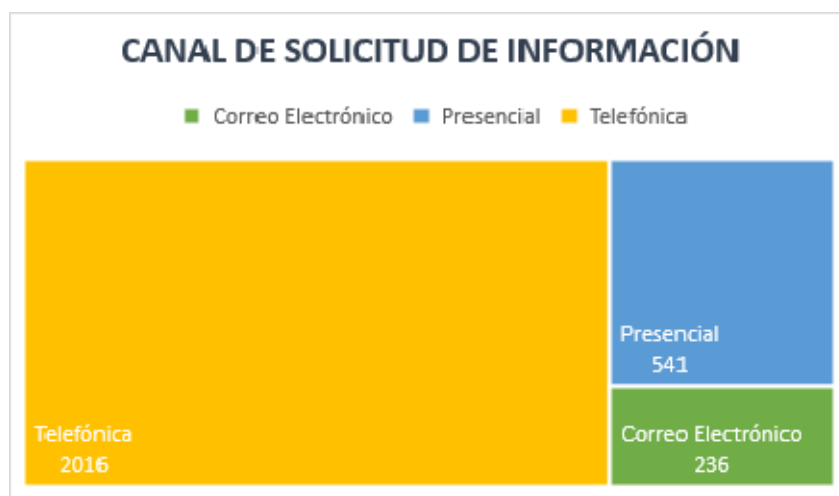 CANAL DE SOLICITUD DE INFORMACIÓN
Correo Electrónico Presencial Telefónica
Presencial
541
Telefónica
2016
Correo Electrónico
236